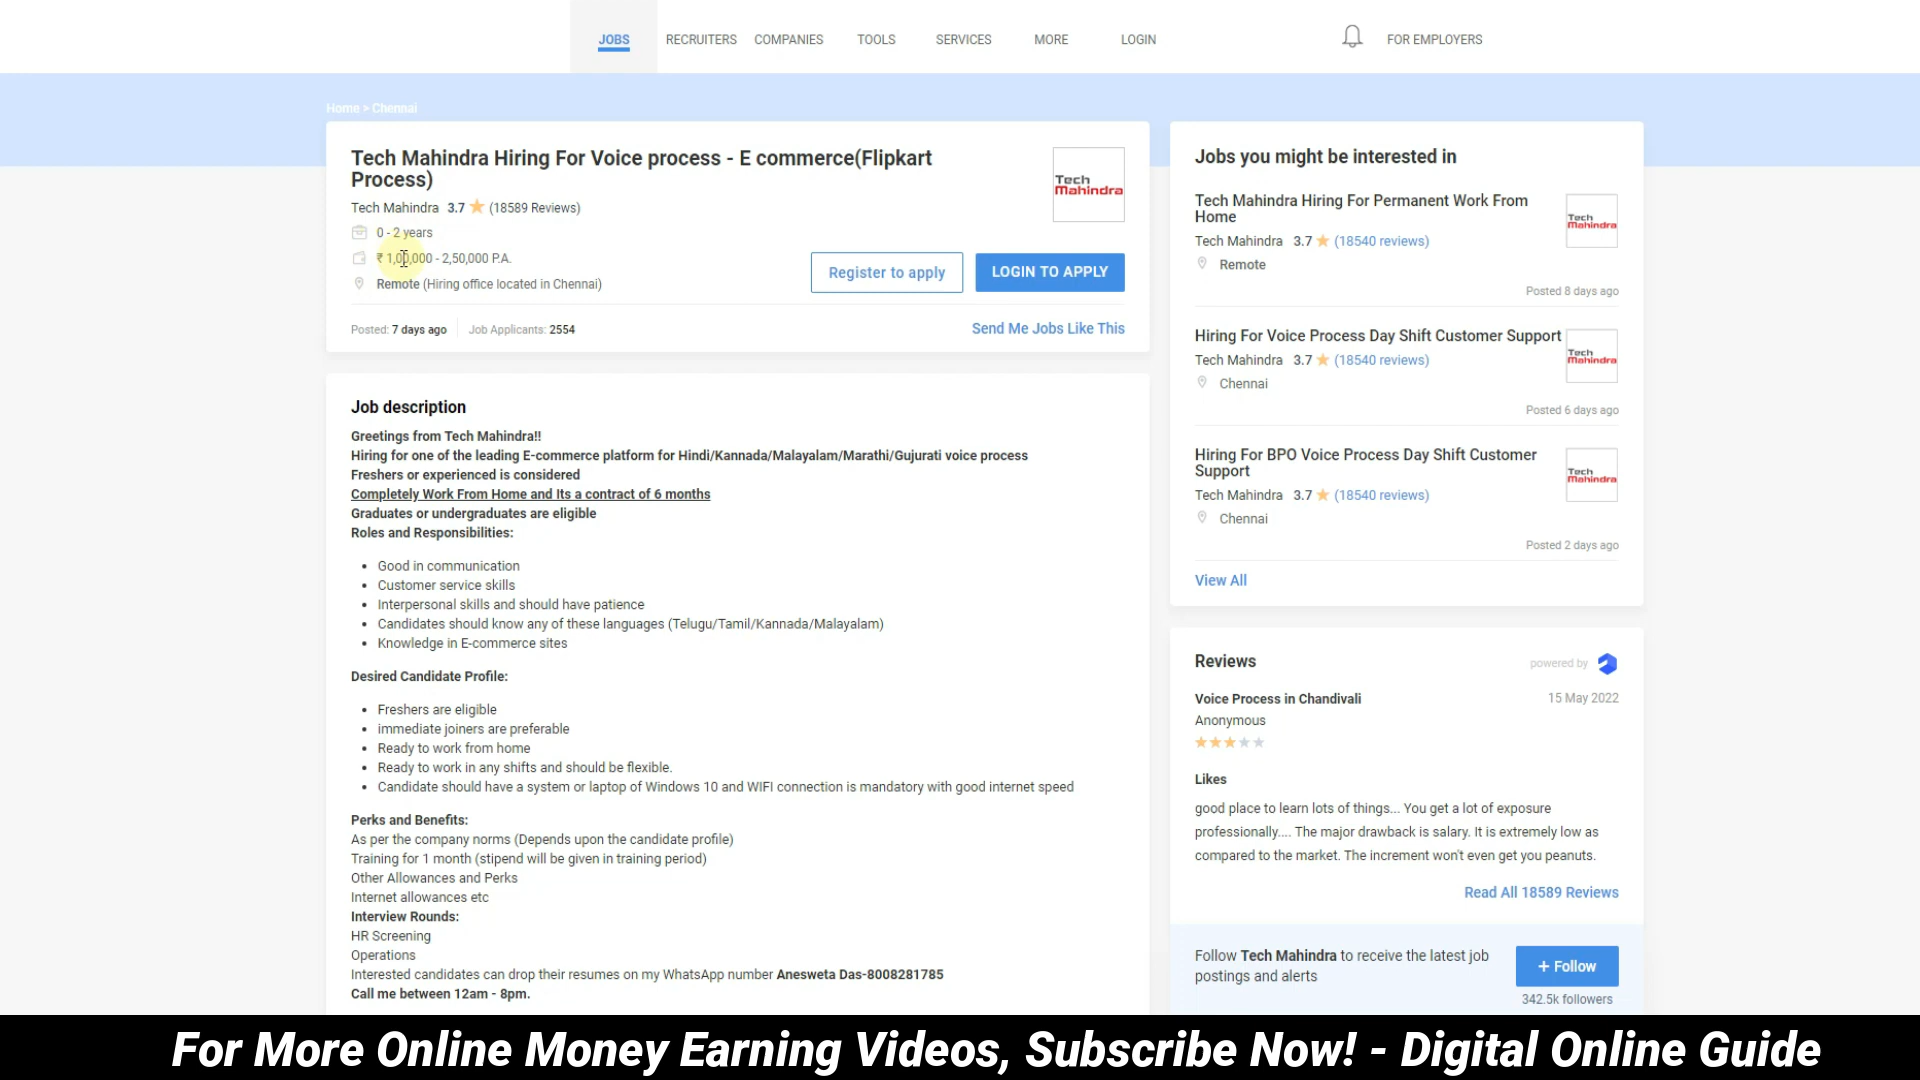 JOBS RECRUITERS COMPANIES TOOLS SERVICES MORE LOGIN FOR EMPLOYERS
Home > Chennai
Tech Mahindra Hiring For Voice process - E commerce(Flipkart
Process)
Tech Mahindra 3.7 (18589 Reviews)
0 - 2 years
₹ 1,00,000 - 2,50,000 P.A.
Remote (Hiring office located in Chennai)
Tech
Mahindra
Register to apply
LOGIN TO APPLY
Posted: 7 days ago Job Applicants: 2554
Send Me Jobs Like This
Job description
Greetings from Tech Mahindra!!
Hiring for one of the leading E-commerce platform for Hindi/Kannada/Malayalam/Marathi/Gujurati voice process
Freshers or experienced is considered
Completely Work From Home and Its a contract of 6 months
Graduates or undergraduates are eligible
Roles and Responsibilities:
• Good in communication
• Customer service skills
• Interpersonal skills and should have patience
• Candidates should know any of these languages (Telugu/Tamil/Kannada/Malayalam)
• Knowledge in E-commerce sites
Desired Candidate Profile:
• Freshers are eligible
• immediate joiners are preferable
• Ready to work from home
• Ready to work in any shifts and should be flexible.
• Candidate should have a system or laptop of Windows 10 and WIFI connection is mandatory with good internet speed
Perks and Benefits:
As per the company norms (Depends upon the candidate profile)
Training for 1 month (stipend will be given in training period)
Other Allowances and Perks
Internet allowances etc
Interview Rounds:
HR Screening
Operations
Interested candidates can drop their resumes on my WhatsApp number Anesweta Das-8008281785
Call me between 12am - 8pm.
Jobs you might be interested in
Tech Mahindra Hiring For Permanent Work From
Home
Tech Mahindra 3.7 (18540 reviews)
Remote
Tech
Mahindra
Posted 8 days ago
Hiring For Voice Process Day Shift Customer Support
Tech Mahindra 3.7 (18540 reviews)
Chennai
Tech
Mahindra
Posted 6 days ago
Hiring For BPO Voice Process Day Shift Customer
Support
Tech Mahindra 3.7 (18540 reviews)
Chennai
Tech
Mahindra
Posted 2 days ago
View All
Reviews
powered by
Voice Process in Chandivali 15 May 2022
Anonymous
Likes
good place to learn lots of things... You get a lot of exposure
professionally.... The major drawback is salary. It is extremely low as
compared to the market. The increment won't even get you peanuts.
Read All 18589 Reviews
Follow Tech Mahindra to receive the latest job
postings and alerts
+ Follow
342.5k followers
For More Online Money Earning Videos, Subscribe Now! - Digital Online Guide